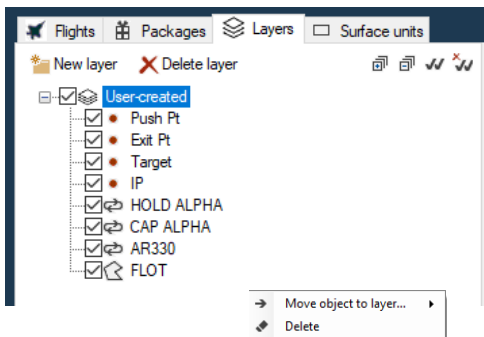 Flights Packages Layers Surface units
New layer Delete layer
User-created
Push Pt
Exit Pt
Target
IP
HOLD ALPHA
CAP ALPHA
AR330
FLOT
Move object to layer...
Delete